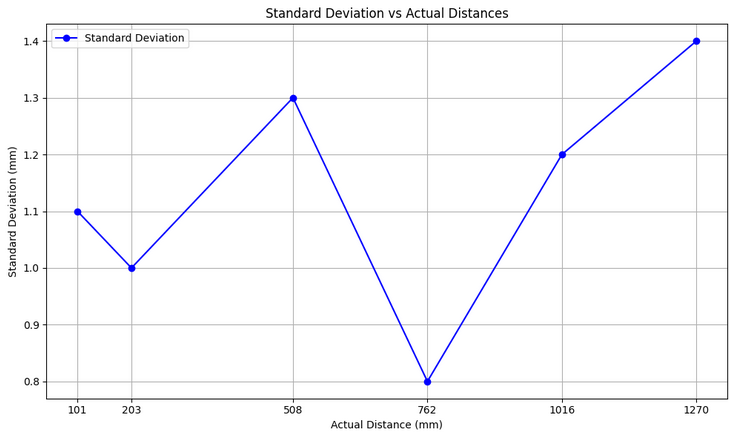 Standard Deviation vs Actual Distances
Standard Deviation
1.4
1.3
1.2
1.1
1.0
0.9
0.8
Standard Deviation (mm)
101 203 508 762 1016 1270
Actual Distance (mm)